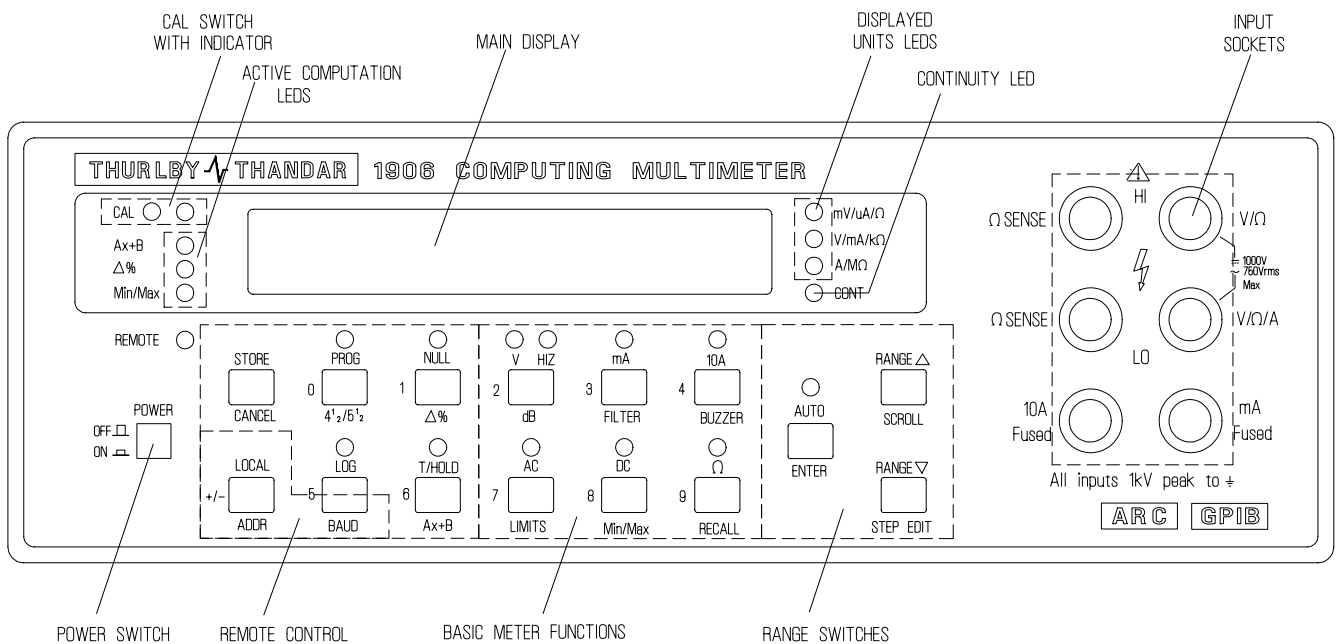 CAL SWITCH
WITH INDICATOR
ACTIVE COMPUTATION
LEDS
MAIN DISPLAY
DISPLAYED
UNITS LEDS
CONTINUITY LED
INPUT
SOCKETS
THURLBY THANDAR 1906 COMPUTING MULTIMETER
CAL
Ax+B
△%
Min/Max
mV/uA/Ω
V/mA/kΩ
A/MΩ
CONT
HI
Ω SENSE
V/Ω
1000V
750Vrms
Max
Ω SENSE
V/Ω/A
LO
10A
Fused
mA
Fused
All inputs 1kV peak to ⏚
ARC GPIB
REMOTE
POWER
OFF
ON
STORE PROG NULL V HIZ mA 10A
0 1 2 3 4
CANCEL 4½/5½ △% dB FILTER BUZZER
LOCAL LOG T/HOLD AC DC Ω
+/- 5 6 7 8 9
ADDR BAUD Ax+B LIMITS Min/Max RECALL
AUTO
ENTER
RANGE △
SCROLL
RANGE ▽
STEP EDIT
POWER SWITCH
REMOTE CONTROL
BASIC METER FUNCTIONS
RANGE SWITCHES